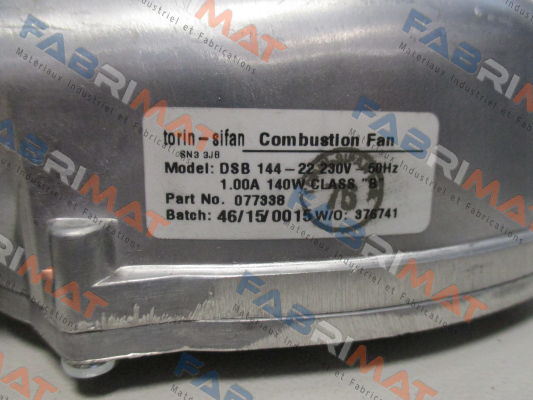 torin-sifan Combustion Fan
SN3 3JB
Model: DSB 144-22 230V-50Hz
1.00A 140W CLASS "B"
Part No. 077338
Batch: 46/15/0015 W/O: 376741
FABRIMAT
Materiaux Industriel et Fabrications